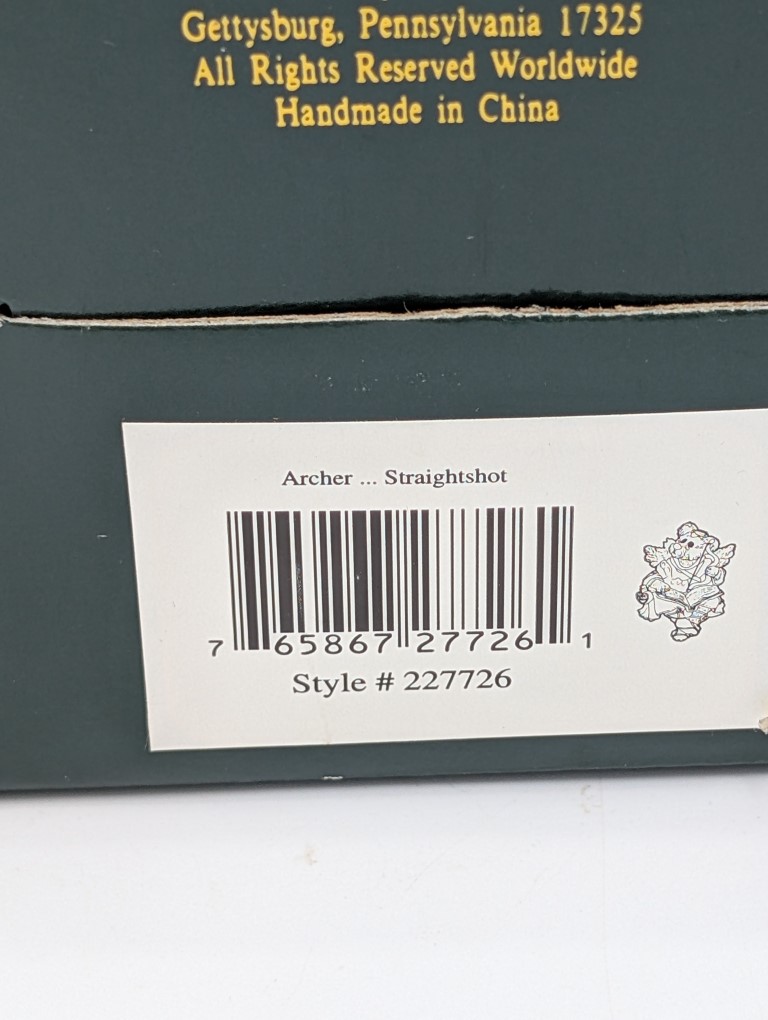 Gettysburg, Pennsylvania 17325
All Rights Reserved Worldwide
Handmade in China
Archer ... Straightshot
7 65867 27726 1
Style # 227726